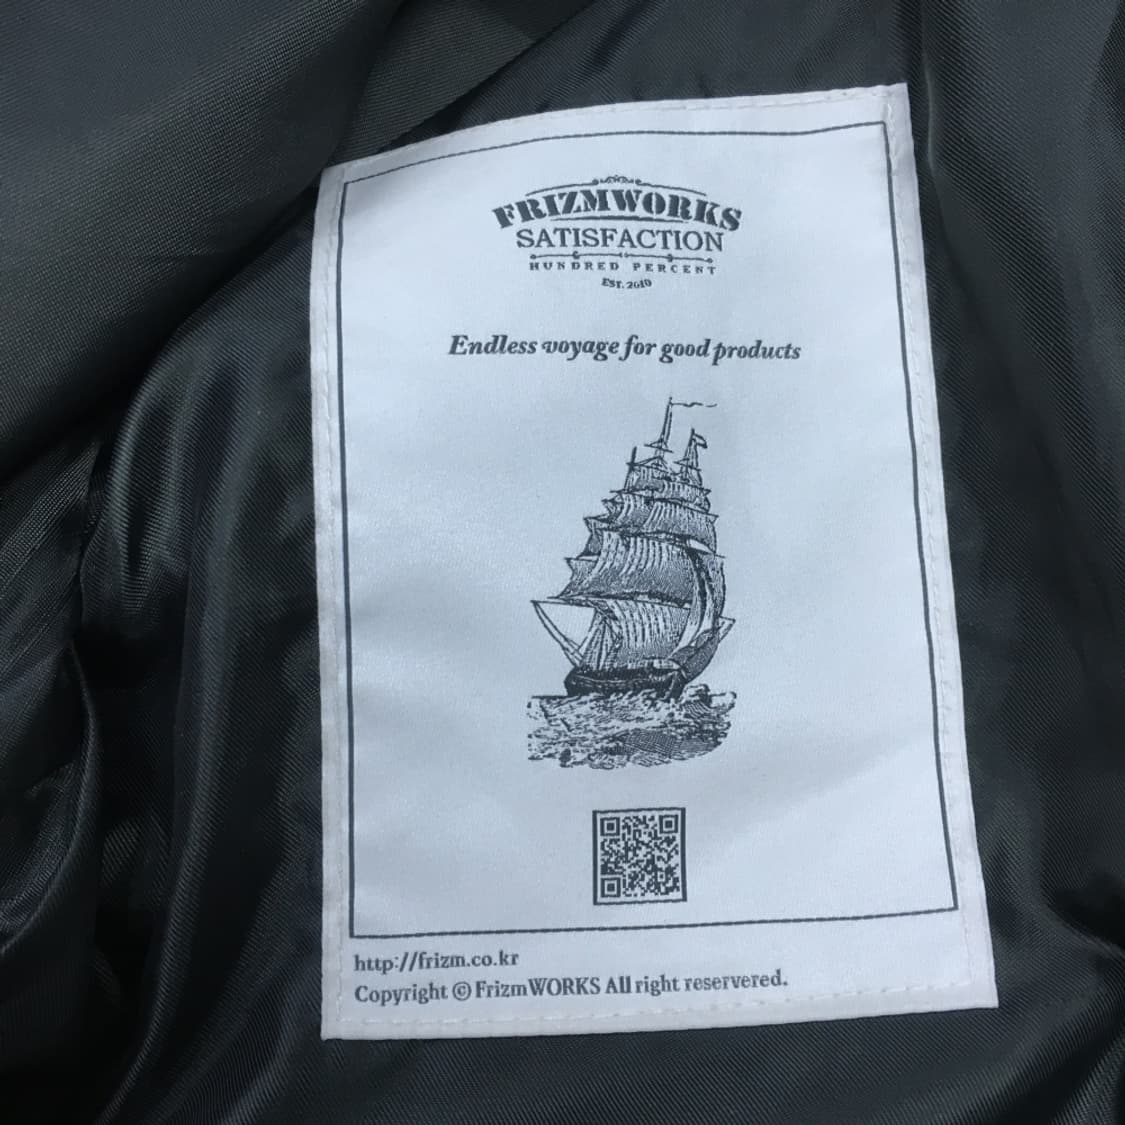 FRIZMWORKS
SATISFACTION
HUNDRED PERCENT
EST. 2010
Endless voyage for good products
http://frizm.co.kr
Copyright © FrizmWORKS All right reservered.